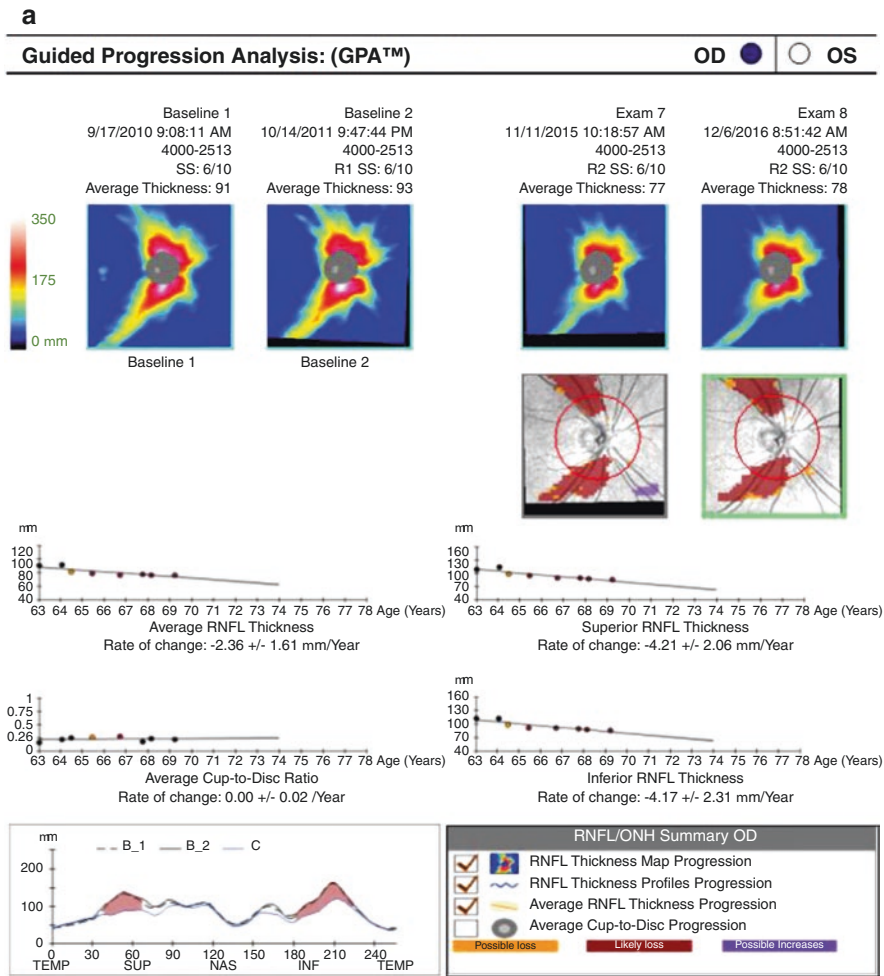 a
Guided Progression Analysis: (GPA™) OD OS
Baseline 1
9/17/2010 9:08:11 AM
4000-2513
SS: 6/10
Average Thickness: 91
Baseline 2
10/14/2011 9:47:44 PM
4000-2513
R1 SS: 6/10
Average Thickness: 93
Exam 7
11/11/2015 10:18:57 AM
4000-2513
R2 SS: 6/10
Average Thickness: 77
Exam 8
12/6/2016 8:51:42 AM
4000-2513
R2 SS: 6/10
Average Thickness: 78
350
175
0 mm
Baseline 1
Baseline 2
mm
120
100
80
60
40
63 64 65 66 67 68 69 70 71 72 73 74 75 76 77 78 Age (Years)
Average RNFL Thickness
Rate of change: -2.36 +/- 1.61 mm/Year
mm
160
130
100
70
40
63 64 65 66 67 68 69 70 71 72 73 74 75 76 77 78 Age (Years)
Superior RNFL Thickness
Rate of change: -4.21 +/- 2.06 mm/Year
1
0.75
0.5
0.26
0
63 64 65 66 67 68 69 70 71 72 73 74 75 76 77 78 Age (Years)
Average Cup-to-Disc Ratio
Rate of change: 0.00 +/- 0.02 /Year
mm
160
130
100
70
40
63 64 65 66 67 68 69 70 71 72 73 74 75 76 77 78 Age (Years)
Inferior RNFL Thickness
Rate of change: -4.17 +/- 2.31 mm/Year
mm
B_1 B_2 C
200
100
0
0 30 60 90 120 150 180 210 240
TEMP SUP NAS INF TEMP
RNFL/ONH Summary OD
RNFL Thickness Map Progression
RNFL Thickness Profiles Progression
Average RNFL Thickness Progression
Average Cup-to-Disc Progression
Possible loss Likely loss Possible Increases